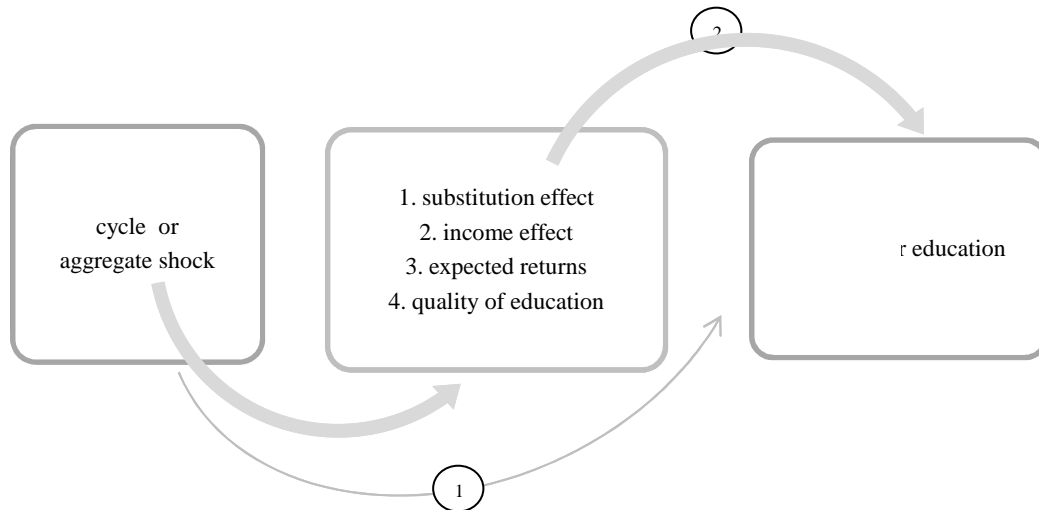 2
cycle or
aggregate shock
1. substitution effect
2. income effect
3. expected returns
4. quality of education
education
1